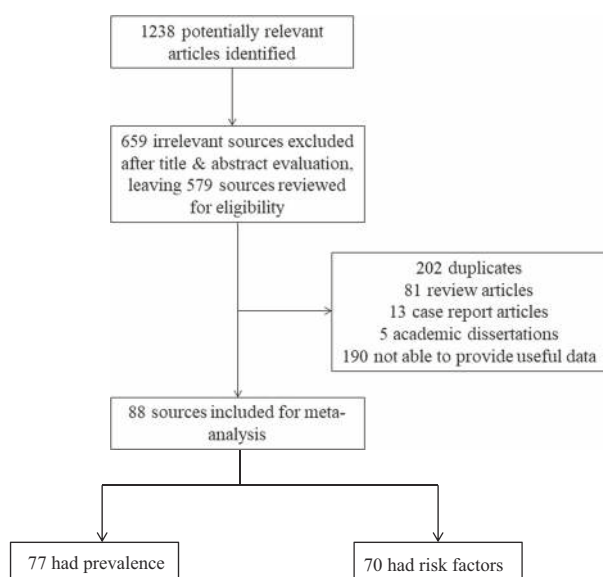 1238 potentially relevant
articles identified
659 irrelevant sources excluded
after title & abstract evaluation,
leaving 579 sources reviewed
for eligibility
202 duplicates
81 review articles
13 case report articles
5 academic dissertations
190 not able to provide useful data
88 sources included for meta-
analysis
77 had prevalence
70 had risk factors